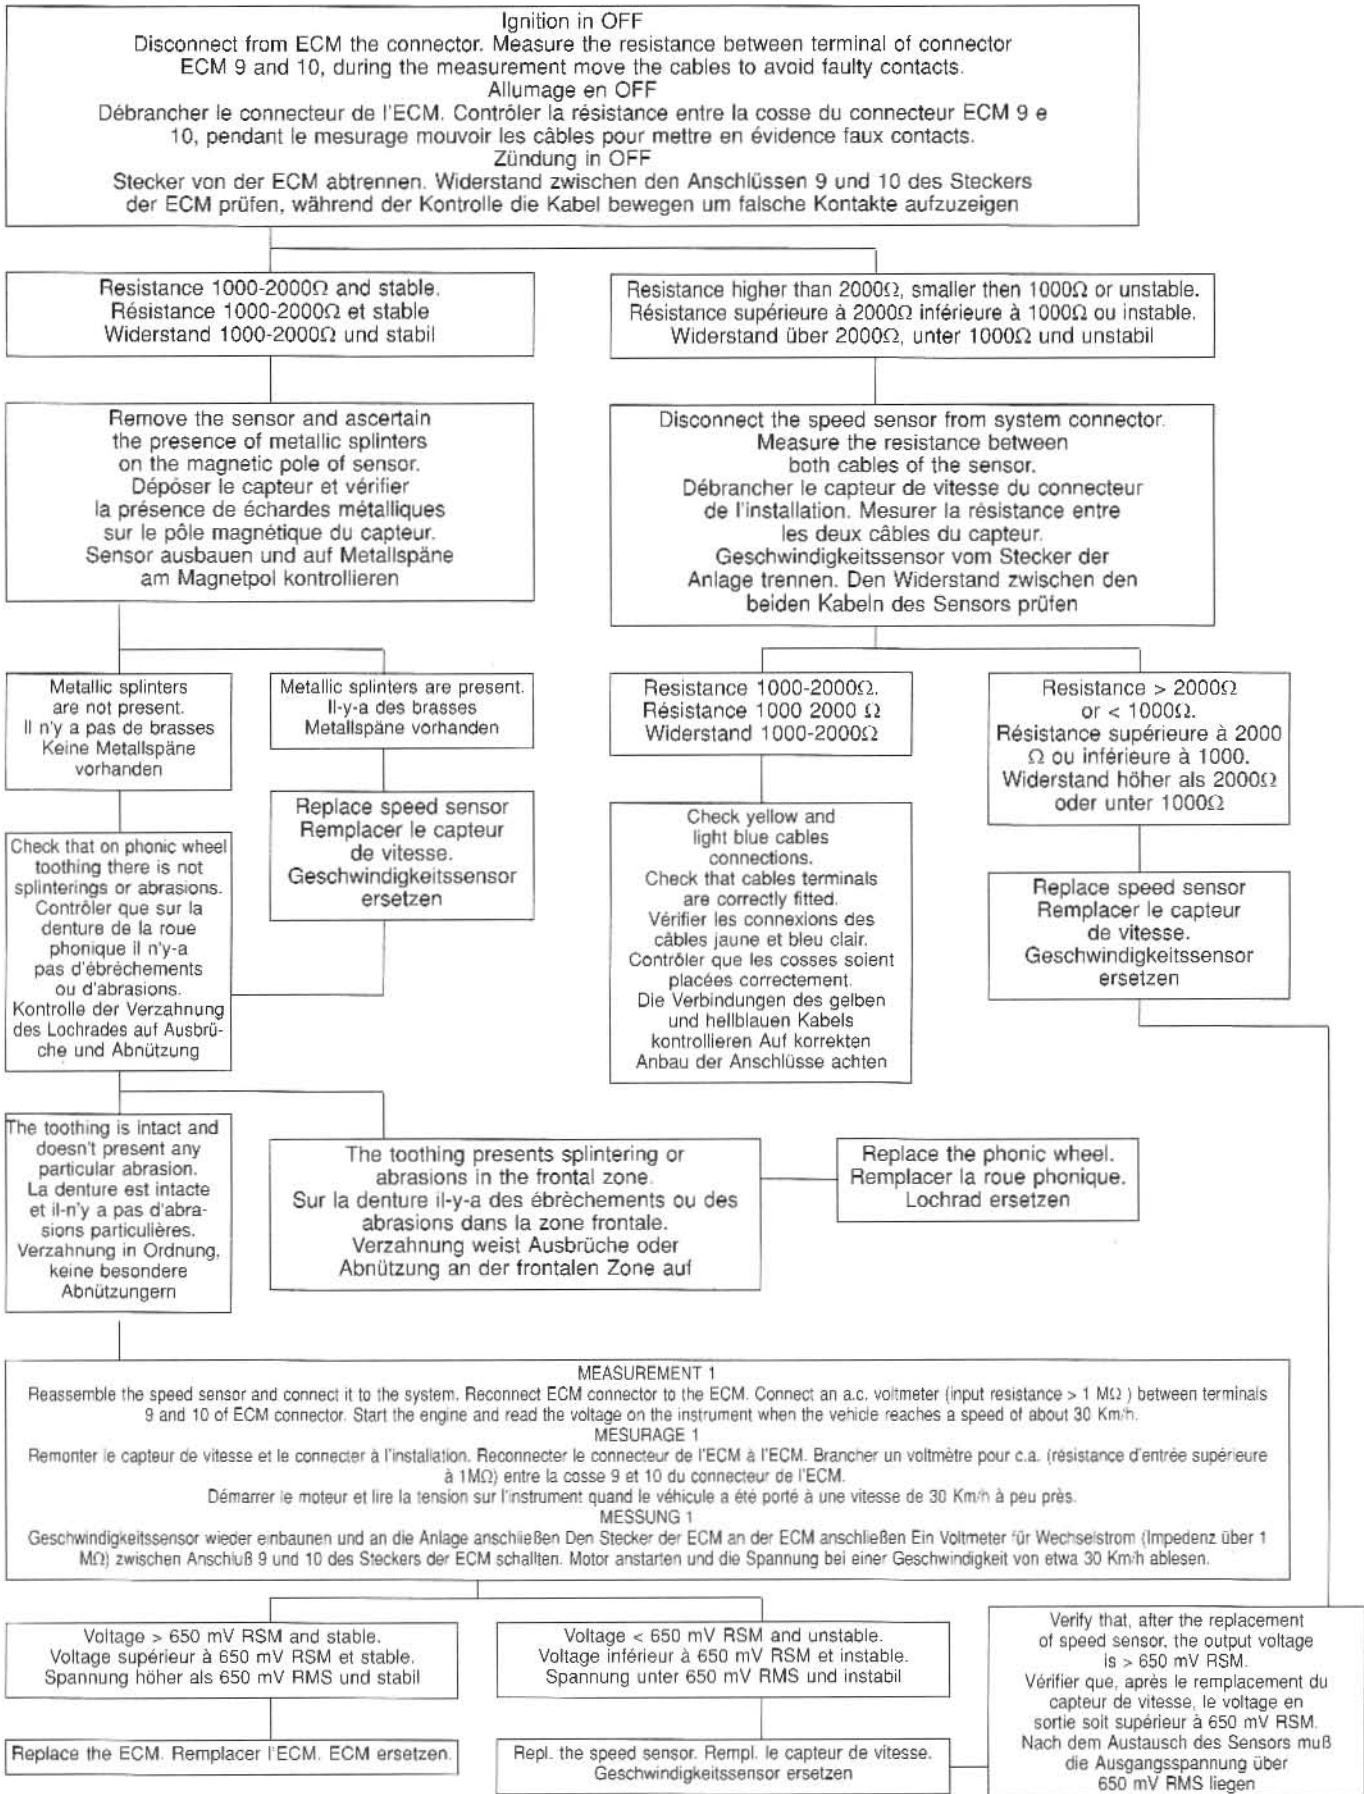 Ignition in OFF
Disconnect from ECM the connector. Measure the resistance between terminal of connector
ECM 9 and 10, during the measurement move the cables to avoid faulty contacts.
Allumage en OFF
Débrancher le connecteur de l'ECM. Contrôler la résistance entre la cosse du connecteur ECM 9 e
10, pendant le mesurage mouvoir les câbles pour mettre en évidence faux contacts.
Zündung in OFF
Stecker von der ECM abtrennen. Widerstand zwischen den Anschlüssen 9 und 10 des Steckers
der ECM prüfen, während der Kontrolle die Kabel bewegen um falsche Kontakte aufzuzeigen
Resistance 1000-2000Ω and stable.
Résistance 1000-2000Ω et stable
Widerstand 1000-2000Ω und stabil
Resistance higher than 2000Ω, smaller then 1000Ω or unstable.
Résistance supérieure à 2000Ω inférieure à 1000Ω ou instable.
Widerstand über 2000Ω, unter 1000Ω und unstabil
Remove the sensor and ascertain
the presence of metallic splinters
on the magnetic pole of sensor.
Dépóser le capteur et vérifier
la présence de échardes métalliques
sur le pôle magnétique du capteur.
Sensor ausbauen und auf Metallspäne
am Magnetpol kontrollieren
Disconnect the speed sensor from system connector.
Measure the resistance between
both cables of the sensor.
Débrancher le capteur de vitesse du connecteur
de l'installation. Mesurer la résistance entre
les deux câbles du capteur.
Geschwindigkeitssensor vom Stecker der
Anlage trennen. Den Widerstand zwischen den
beiden Kabeln des Sensors prüfen
Metallic splinters
are not present.
Il n'y a pas de brasses
Keine Metallspäne
vorhanden
Metallic splinters are present.
Il-y-a des brasses
Metallspäne vorhanden
Resistance 1000-2000Ω.
Résistance 1000 2000 Ω
Widerstand 1000-2000Ω
Resistance > 2000Ω
or < 1000Ω.
Résistance supérieure à 2000
Ω ou inférieure à 1000.
Widerstand höher als 2000Ω
oder unter 1000Ω
Replace speed sensor
Remplacer le capteur
de vitesse.
Geschwindigkeitssensor
ersetzen
Check that on phonic wheel
toothing there is not
splinterings or abrasions.
Contrôler que sur la
denture de la roue
phonique il n'y-a
pas d'ébréchements
ou d'abrasions.
Kontrolle der Verzahnung
des Lochrades auf Ausbrü-
che und Abnützung
Check yellow and
light blue cables
connections.
Check that cables terminals
are correctly fitted.
Vérifier les connexions des
câbles jaune et bleu clair.
Contrôler que les cosses soient
placées correctement.
Die Verbindungen des gelben
und hellblauen Kabels
kontrollieren Auf korrekten
Anbau der Anschlüsse achten
Replace speed sensor
Remplacer le capteur
de vitesse.
Geschwindigkeitssensor
ersetzen
The toothing is intact and
doesn't present any
particular abrasion.
La denture est intacte
et il-n'y a pas d'abra-
sions particulières.
Verzahnung in Ordnung,
keine besondere
Abnützungern
The toothing presents splintering or
abrasions in the frontal zone.
Sur la denture il-y-a des ébrèchements ou des
abrasions dans la zone frontale.
Verzahnung weist Ausbrüche oder
Abnützung an der frontalen Zone auf
Replace the phonic wheel.
Remplacer la roue phonique.
Lochrad ersetzen
MEASUREMENT 1
Reassemble the speed sensor and connect it to the system. Reconnect ECM connector to the ECM. Connect an a.c. voltmeter (input resistance > 1 MΩ ) between terminals
9 and 10 of ECM connector. Start the engine and read the voltage on the instrument when the vehicle reaches a speed of about 30 Km/h.
MESURAGE 1
Remonter le capteur de vitesse et le connecter à l'installation. Reconnecter le connecteur de l'ECM à l'ECM. Brancher un voltmètre pour c.a. (résistance d'entrée supérieure
à 1MΩ) entre la cosse 9 et 10 du connecteur de l'ECM.
Démarrer le moteur et lire la tension sur l'instrument quand le véhicule a été porté à une vitesse de 30 Km/h à peu près.
MESSUNG 1
Geschwindigkeitssensor wieder einbaunen und an die Anlage anschließen Den Stecker der ECM an der ECM anschließen Ein Voltmeter für Wechselstrom (Impedenz über 1
MΩ) zwischen Anschluß 9 und 10 des Steckers der ECM schallten. Motor anstarten und die Spannung bei einer Geschwindigkeit von etwa 30 Km/h ablesen.
Voltage > 650 mV RSM and stable.
Voltage supérieur à 650 mV RSM et stable.
Spannung höher als 650 mV RMS und stabil
Voltage < 650 mV RSM and unstable.
Voltage inférieur à 650 mV RSM et instable.
Spannung unter 650 mV RMS und instabil
Verify that, after the replacement
of speed sensor, the output voltage
is > 650 mV RSM.
Vérifier que, après le remplacement du
capteur de vitesse, le voltage en
sortie soit supérieur à 650 mV RSM.
Nach dem Austausch des Sensors muß
die Ausgangsspannung über
650 mV RMS liegen
Replace the ECM. Remplacer l'ECM. ECM ersetzen.
Repl. the speed sensor. Rempl. le capteur de vitesse.
Geschwindigkeitssensor ersetzen